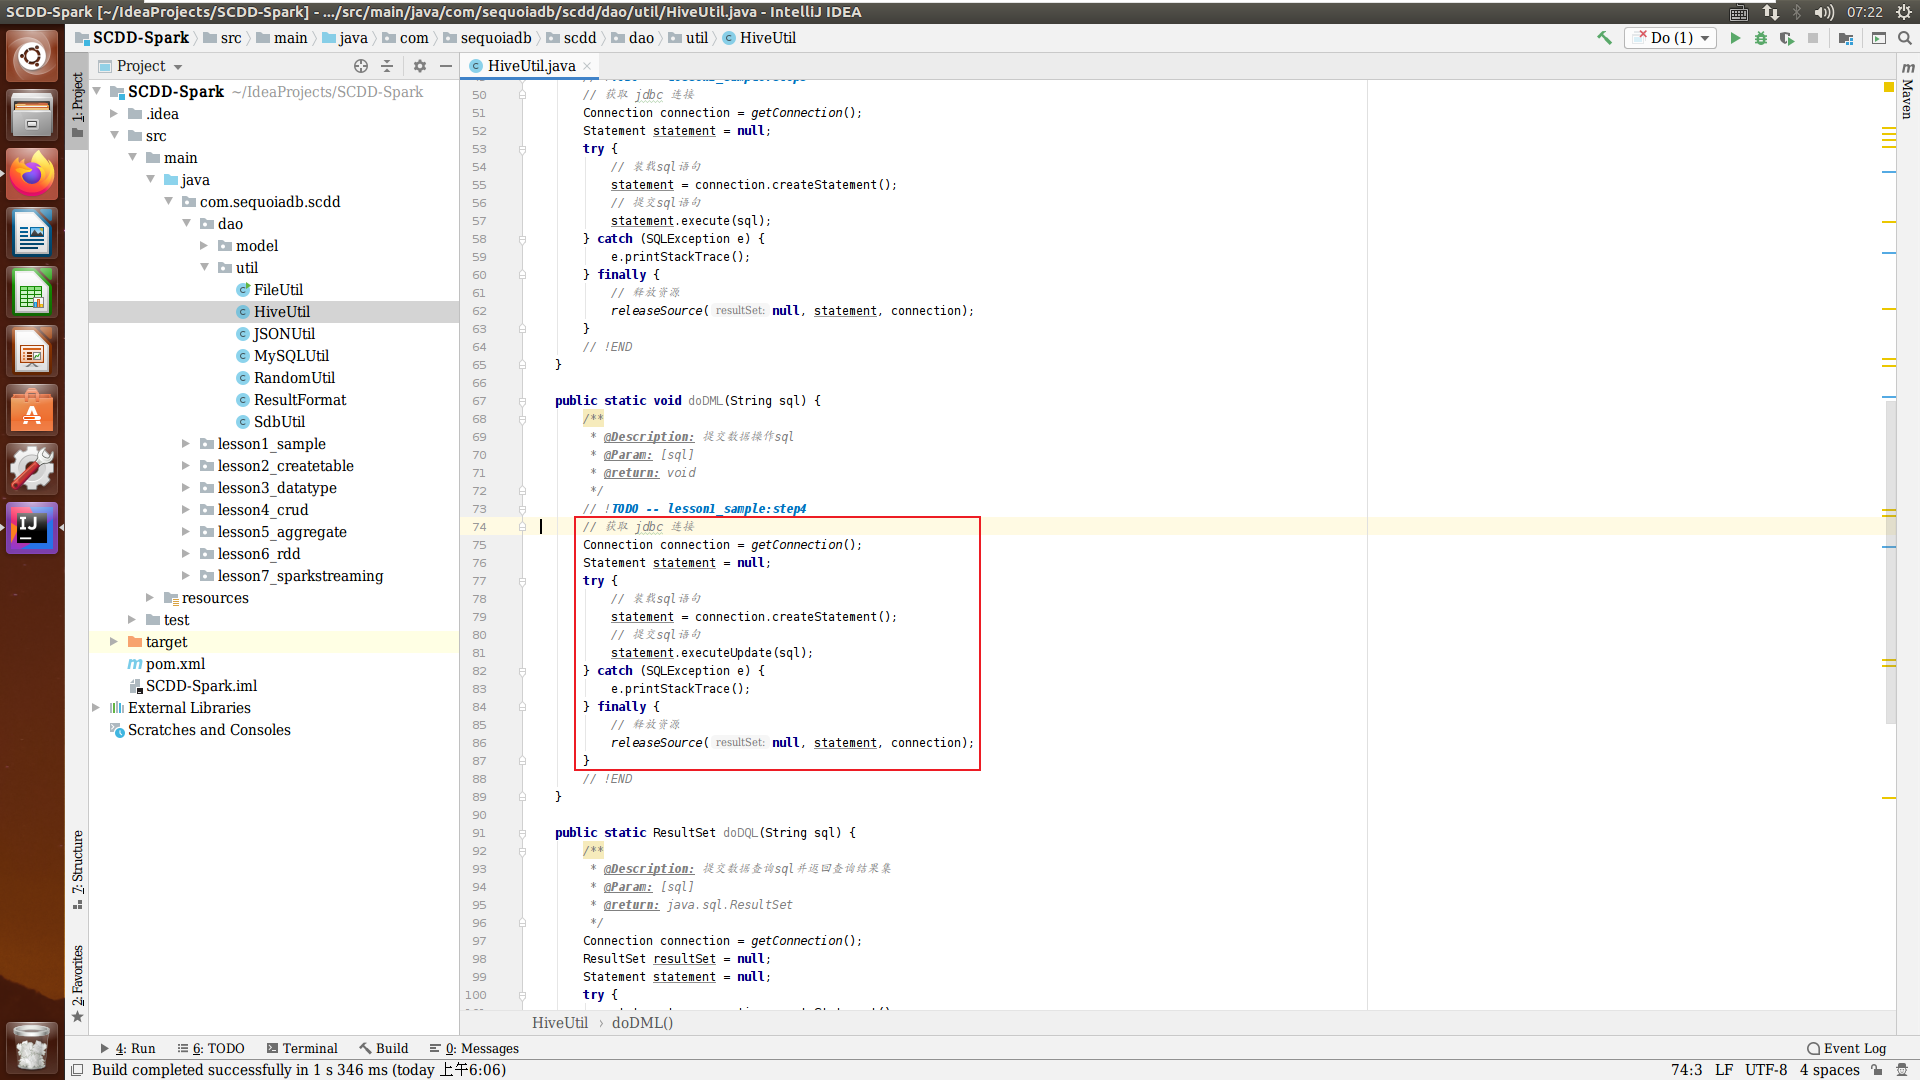 SCDD-Spark [~/IdeaProjects/SCDD-Spark] - .../src/main/java/com/sequoiadb/scdd/dao/util/HiveUtil.java - IntelliJ IDEA
07:22
SCDD-Spark
src
main
java
com
sequoiadb
scdd
dao
util
HiveUtil
Do (1)
Project
HiveUtil.java
1: Project
7: Structure
2: Favorites
Maven
SCDD-Spark ~/IdeaProjects/SCDD-Spark
.idea
src
main
java
com.sequoiadb.scdd
dao
model
util
FileUtil
HiveUtil
JSONUtil
MySQLUtil
RandomUtil
ResultFormat
SdbUtil
lesson1_sample
lesson2_createtable
lesson3_datatype
lesson4_crud
lesson5_aggregate
lesson6_rdd
lesson7_sparkstreaming
resources
test
target
pom.xml
SCDD-Spark.iml
External Libraries
Scratches and Consoles
50 // 获取 jdbc 连接
51 Connection connection = getConnection();
52 Statement statement = null;
53 try {
54 // 装载sql语句
55 statement = connection.createStatement();
56 // 提交sql语句
57 statement.execute(sql);
58 } catch (SQLException e) {
59 e.printStackTrace();
60 } finally {
61 // 释放资源
62 releaseSource( resultSet: null, statement, connection);
63 }
64 // !END
65 }
66
67 public static void doDML(String sql) {
68 /**
69 * @Description: 提交数据操作sql
70 * @Param: [sql]
71 * @return: void
72 */
73 // !TODO -- lesson1_sample:step4
74 // 获取 jdbc 连接
75 Connection connection = getConnection();
76 Statement statement = null;
77 try {
78 // 装载sql语句
79 statement = connection.createStatement();
80 // 提交sql语句
81 statement.executeUpdate(sql);
82 } catch (SQLException e) {
83 e.printStackTrace();
84 } finally {
85 // 释放资源
86 releaseSource( resultSet: null, statement, connection);
87 }
88 // !END
89 }
90
91 public static ResultSet doDQL(String sql) {
92 /**
93 * @Description: 提交数据查询sql并返回查询结果集
94 * @Param: [sql]
95 * @return: java.sql.ResultSet
96 */
97 Connection connection = getConnection();
98 ResultSet resultSet = null;
99 Statement statement = null;
100 try {
HiveUtil › doDML()
4: Run
6: TODO
Terminal
Build
0: Messages
Event Log
Build completed successfully in 1 s 346 ms (today 上午6:06)
74:3 LF UTF-8 4 spaces